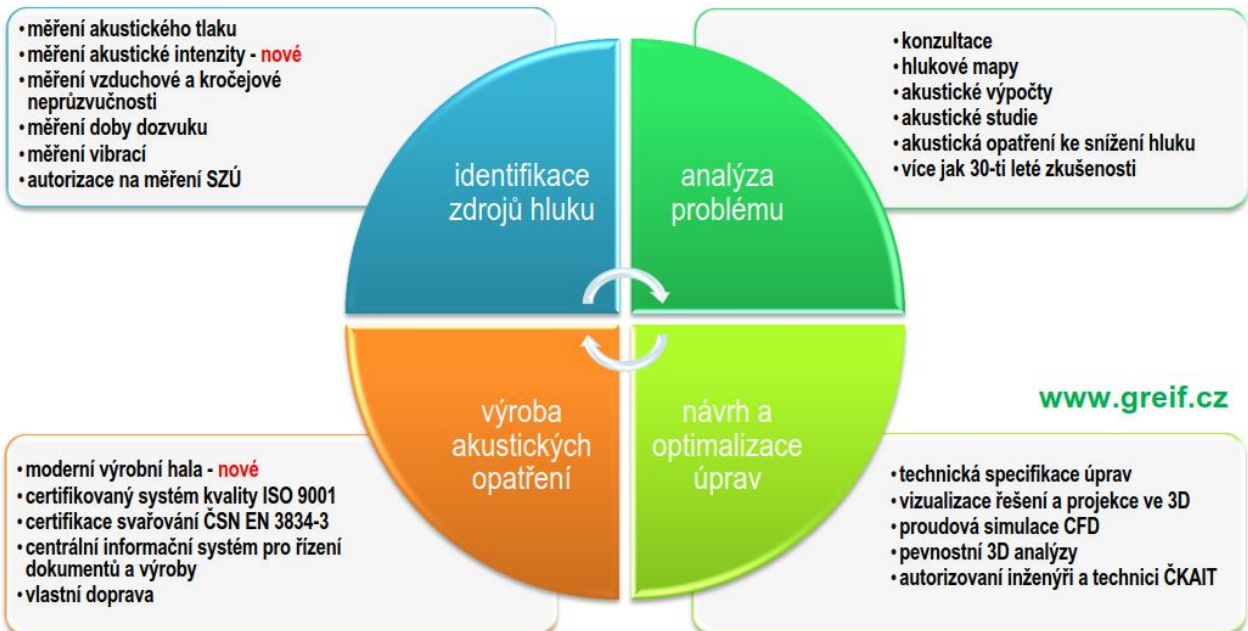 • měření akustického tlaku
• měření akustické intenzity - nové
• měření vzduchové a kročejové
neprůzvučnosti
• měření doby dozvuku
• měření vibrací
• autorizace na měření SZÚ
• konzultace
• hlukové mapy
• akustické výpočty
• akustické studie
• akustická opatření ke snížení hluku
• více jak 30-ti leté zkušenosti
identifikace
zdrojů hluku
analýza
problému
výroba
akustických
opatření
návrh a
optimalizace
úprav
www.greif.cz
• moderní výrobní hala - nové
• certifikovaný systém kvality ISO 9001
• certifikace svařování ČSN EN 3834-3
• centrální informační systém pro řízení
dokumentů a výroby
• vlastní doprava
• technická specifikace úprav
• vizualizace řešení a projekce ve 3D
• proudová simulace CFD
• pevnostní 3D analýzy
• autorizovaní inženýři a technici ČKAIT